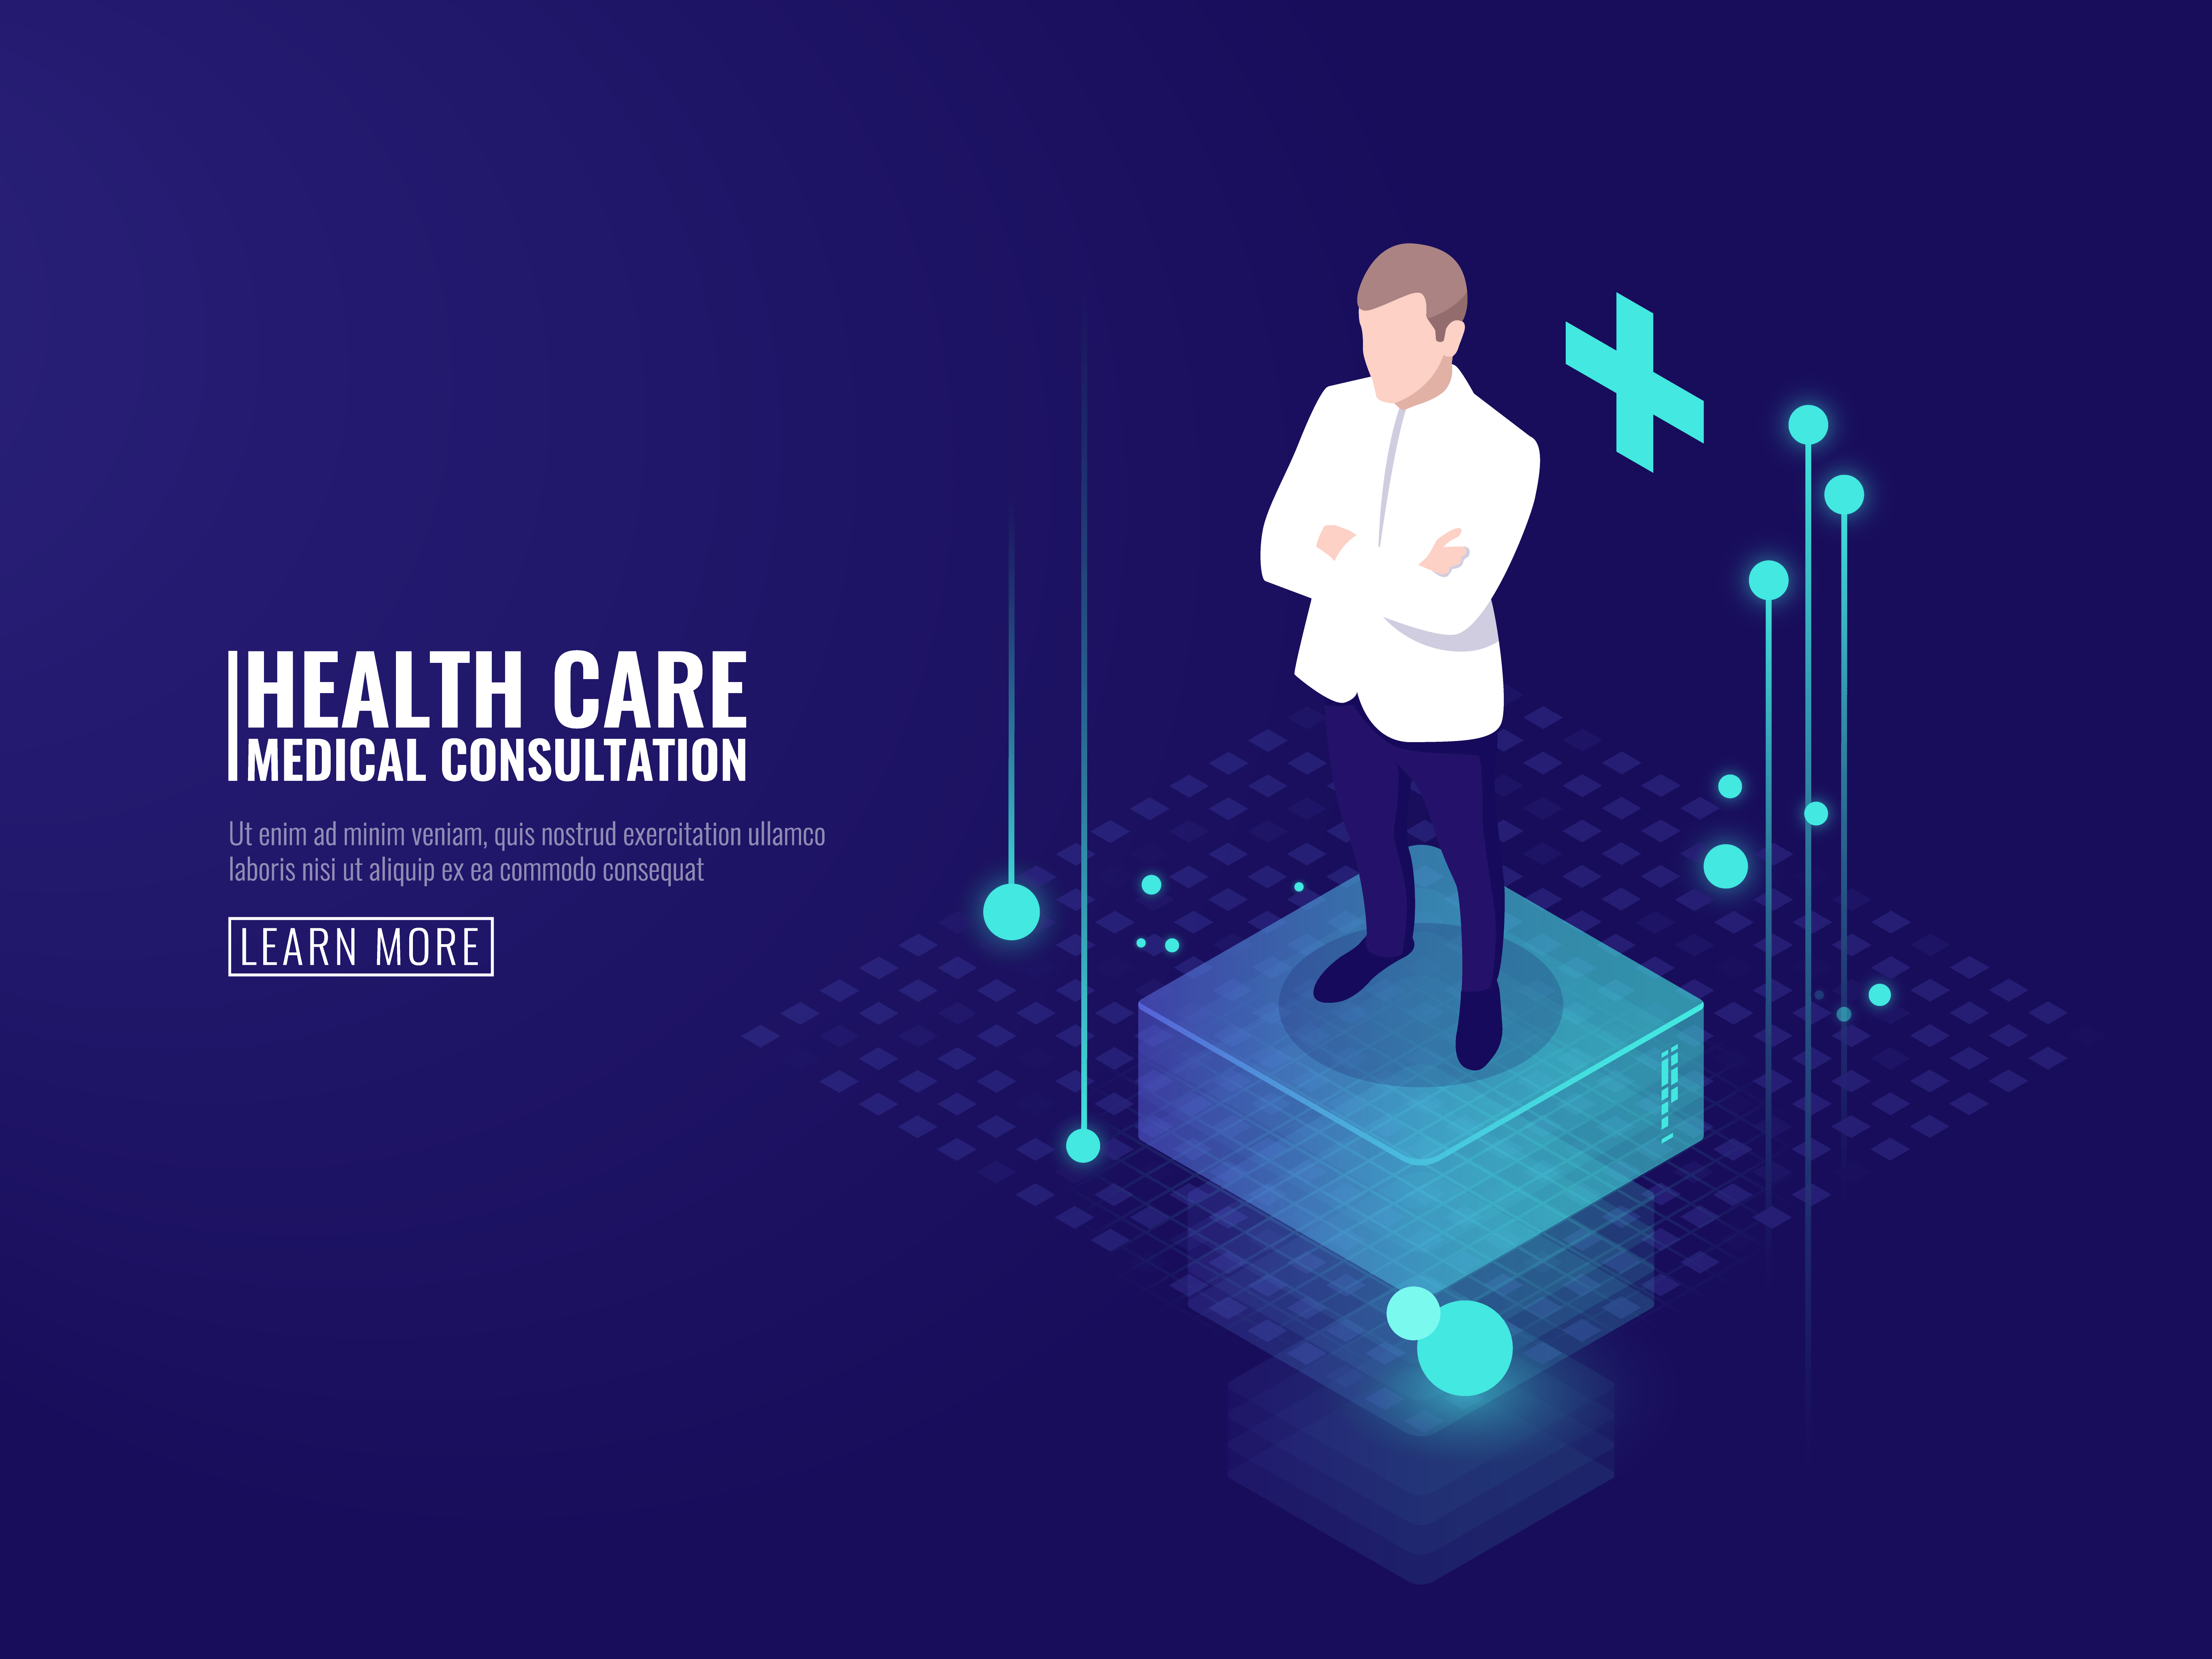 HEALTH CARE
MEDICAL CONSULTATION
Ut enim ad minim veniam, quis nostrud exercitation ullamco
laboris nisi ut aliquip ex ea commodo consequat
LEARN MORE